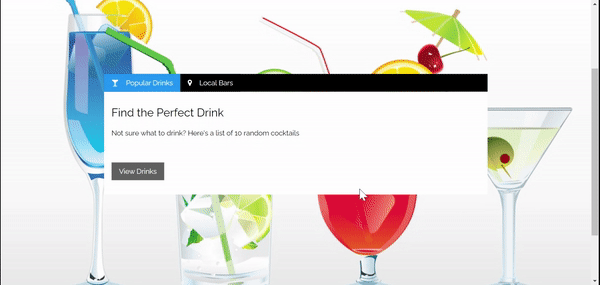 Popular Drinks
Local Bars
Find the Perfect Drink
Not sure what to drink? Here's a list of 10 random cocktails
View Drinks